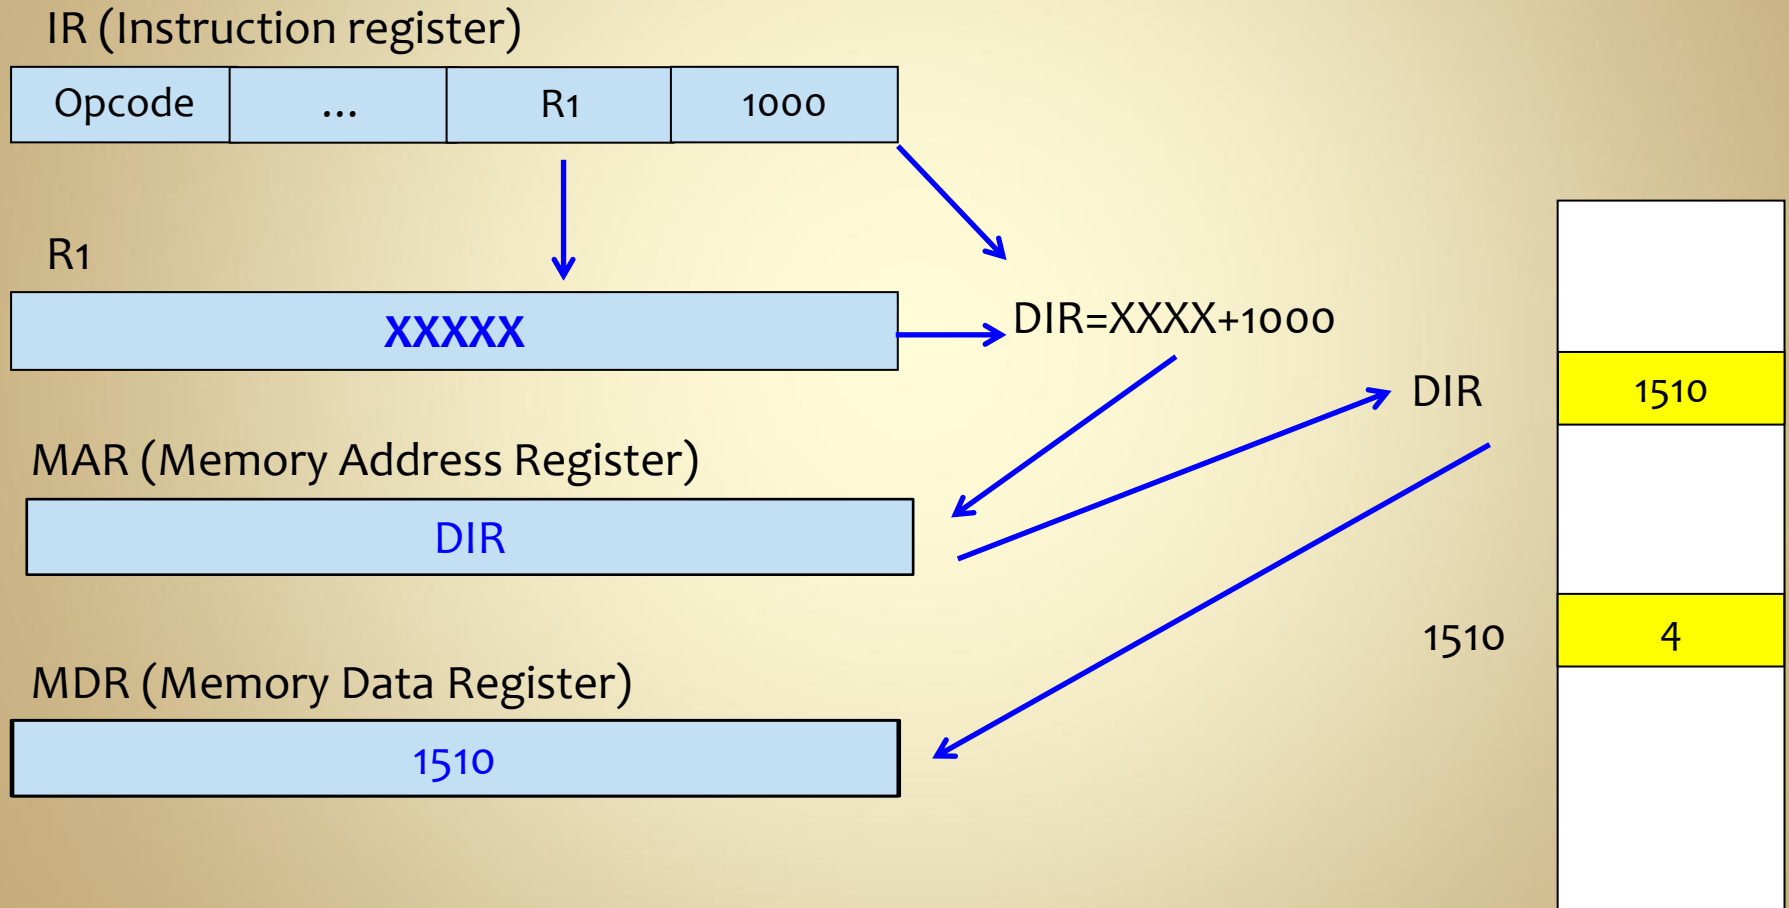 IR (Instruction register)
Opcode ... R1 1000
R1
XXXXX
DIR=XXXX+1000
DIR 1510
MAR (Memory Address Register)
DIR
1510 4
MDR (Memory Data Register)
1510